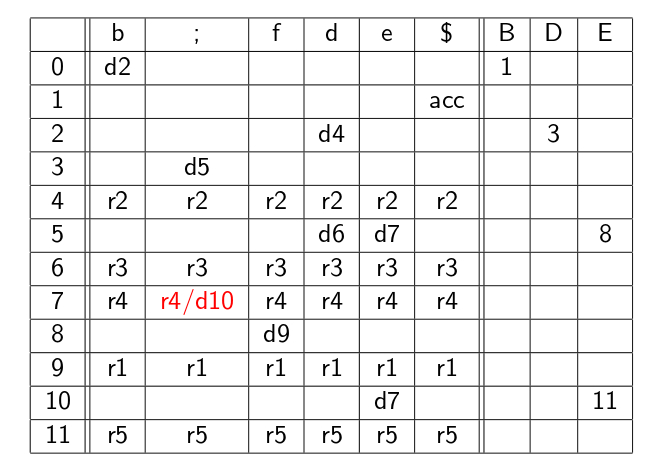 b ; f d e $ B D E
0 d2 1
1 acc
2 d4 3
3 d5
4 r2 r2 r2 r2 r2 r2
5 d6 d7 8
6 r3 r3 r3 r3 r3 r3
7 r4 r4/d10 r4 r4 r4 r4
8 d9
9 r1 r1 r1 r1 r1 r1
10 d7 11
11 r5 r5 r5 r5 r5 r5